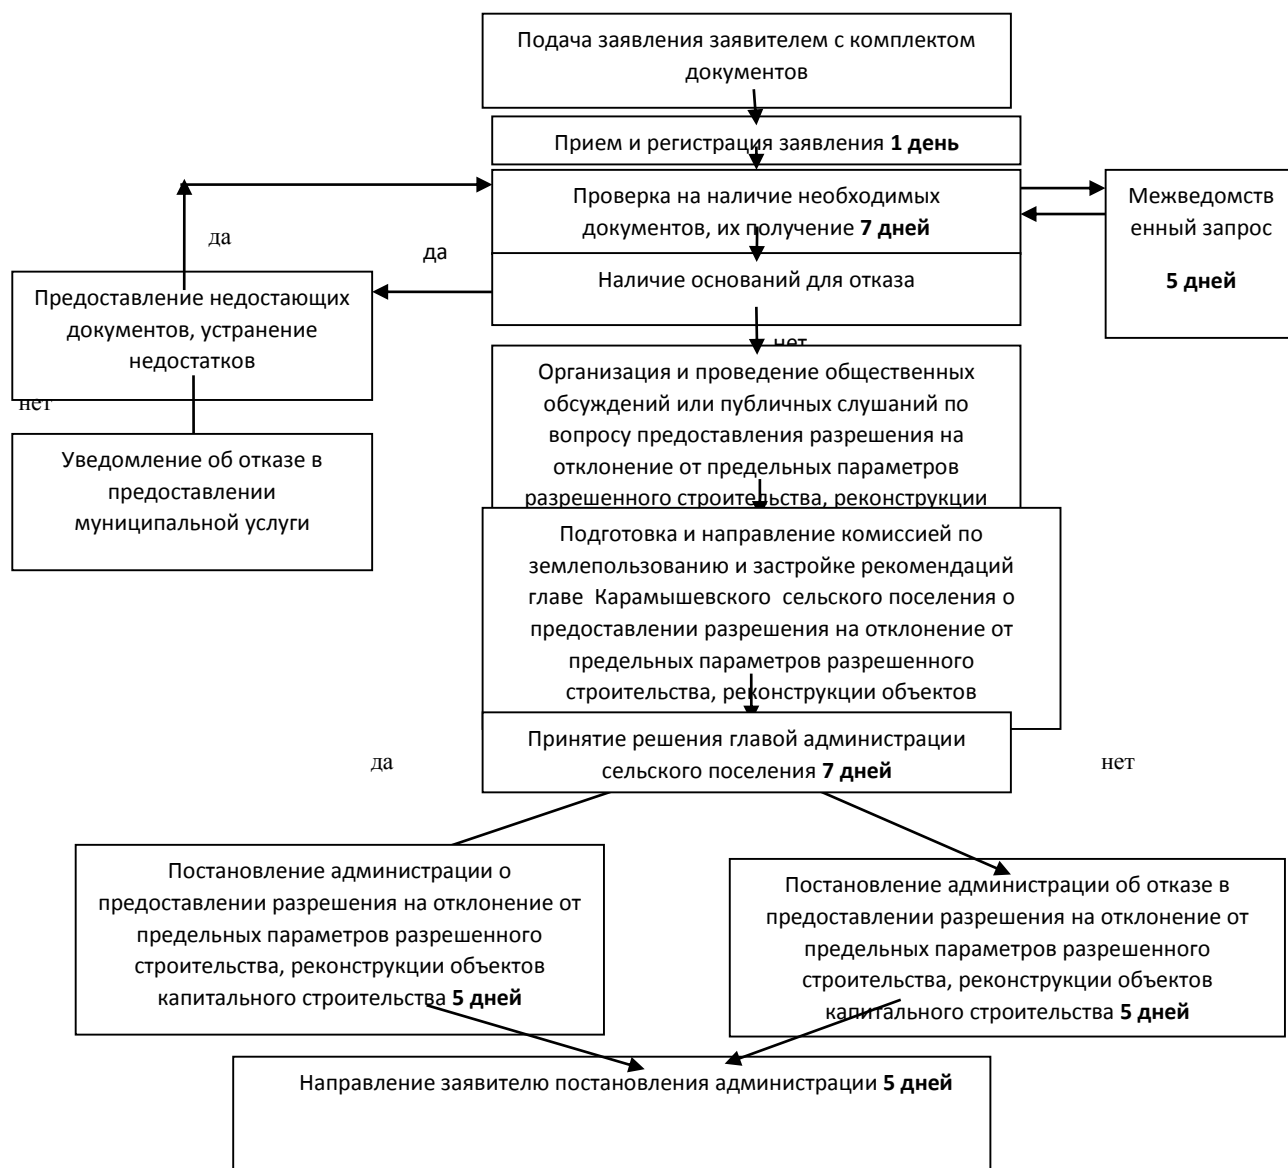 Подача заявления заявителем с комплектом
документов
Прием и регистрация заявления 1 день
Проверка на наличие необходимых
документов, их получение 7 дней
Межведомств
енный запрос
5 дней
да
да
Наличие оснований для отказа
Предоставление недостающих
документов, устранение
недостатков
нет
нет
Организация и проведение общественных
обсуждений или публичных слушаний по
вопросу предоставления разрешения на
отклонение от предельных параметров
разрешенного строительства, реконструкции
Уведомление об отказе в
предоставлении
муниципальной услуги
Подготовка и направление комиссией по
землепользованию и застройке рекомендаций
главе Карамышевского сельского поселения о
предоставлении разрешения на отклонение от
предельных параметров разрешенного
строительства, реконструкции объектов
Принятие решения главой администрации
сельского поселения 7 дней
да
нет
Постановление администрации о
предоставлении разрешения на отклонение от
предельных параметров разрешенного
строительства, реконструкции объектов
капитального строительства 5 дней
Постановление администрации об отказе в
предоставлении разрешения на отклонение от
предельных параметров разрешенного
строительства, реконструкции объектов
капитального строительства 5 дней
Направление заявителю постановления администрации 5 дней